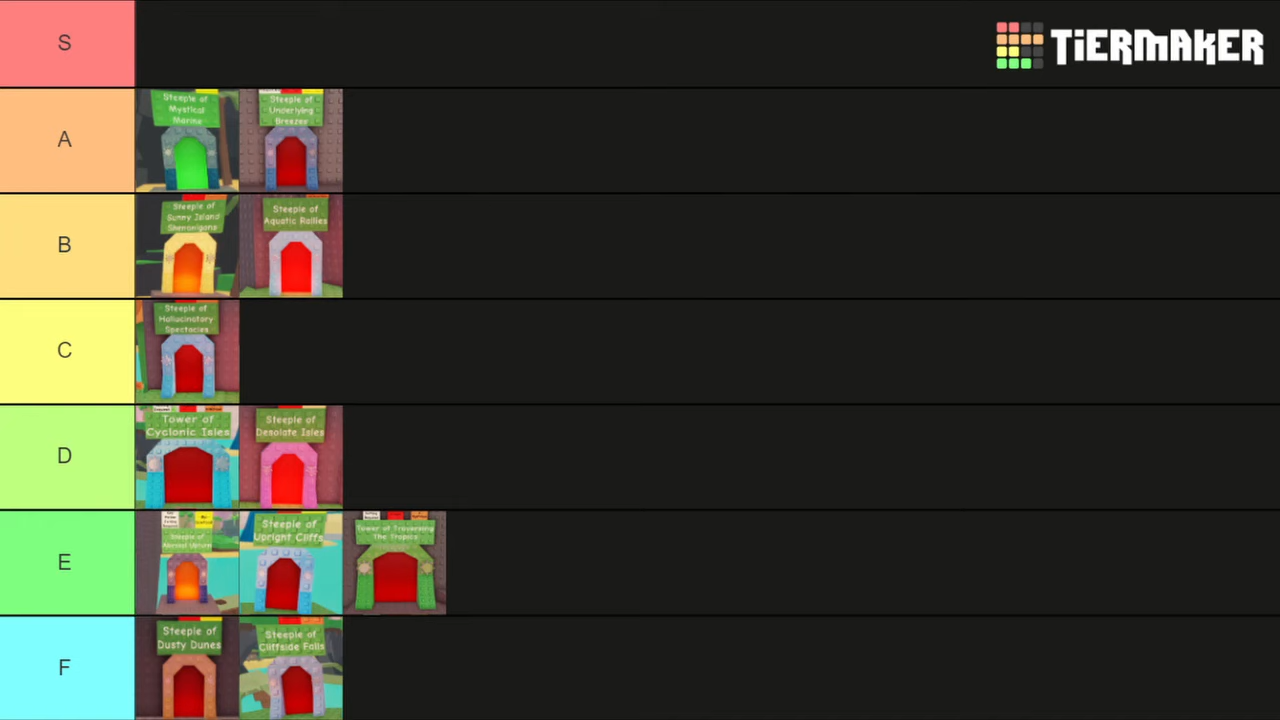 S
TiERMAKER
A
Steeple of
Mystical
Marine
Steeple of
Underlying
Breezes
B
Steeple of
Sunny Island
Shenanigans
Steeple of
Aquatic Rallies
C
Steeple of
Hallucinatory
Spectacles
D
Tower of
Cyclonic Isles
Steeple of
Desolate Isles
E
Steeple of
Steeple of
Upright Cliffs
Tower of Traversing
The Tropics
F
Steeple of
Dusty Dunes
Steeple of
Cliffside Falls